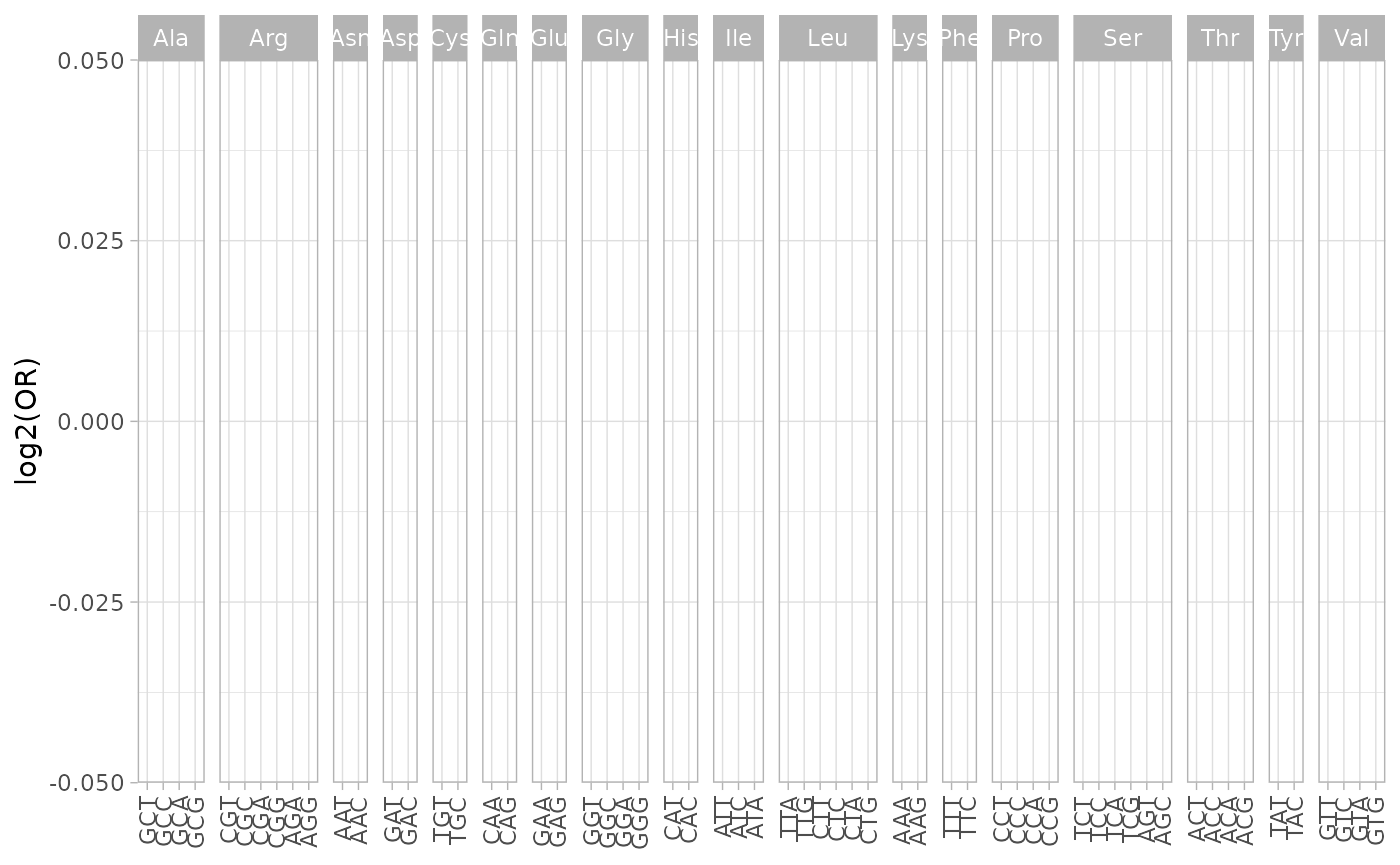 Ala Arg Asn Asp Cys Gln Glu Gly His Ile Leu Lys Phe Pro Ser Thr Tyr Val
0.050
0.025
0.000
-0.025
-0.050
log2(OR)
GCT GCC GCA GCG CGT CGC CGA CGG AGA AGG AAT AAC GAT GAC TGT TGC CAA CAG GAA GAG GGT GGC GGA GGG CAT CAC ATT ATC ATA TTA TTG CTT CTC CTA CTG AAA AAG TTT TTC CCT CCC CCA CCG TCT TCC TCA TCG AGT AGC ACT ACC ACA ACG TAT TAC GTT GTC GTA GTG